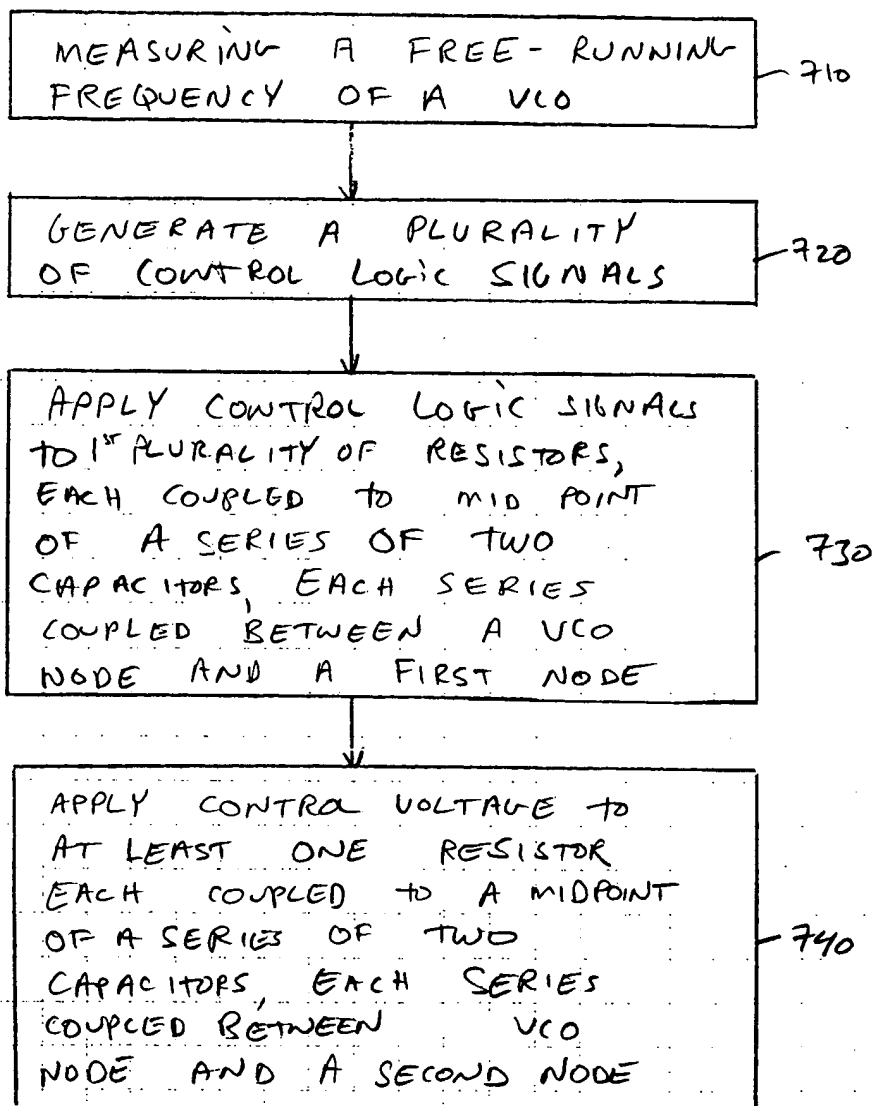 MEASURING A FREE-RUNNING
FREQUENCY OF A VCO
710
GENERATE A PLURALITY
OF CONTROL LOGIC SIGNALS
720
APPLY CONTROL LOGIC SIGNALS
TO 1ST PLURALITY OF RESISTORS,
EACH COUPLED TO MID POINT
OF A SERIES OF TWO
CAPACITORS, EACH SERIES
COUPLED BETWEEN A VCO
NODE AND A FIRST NODE
730
APPLY CONTROL VOLTAGE TO
AT LEAST ONE RESISTOR
EACH COUPLED TO A MIDPOINT
OF A SERIES OF TWO
CAPACITORS, EACH SERIES
COUPLED BETWEEN VCO
NODE AND A SECOND NODE
740